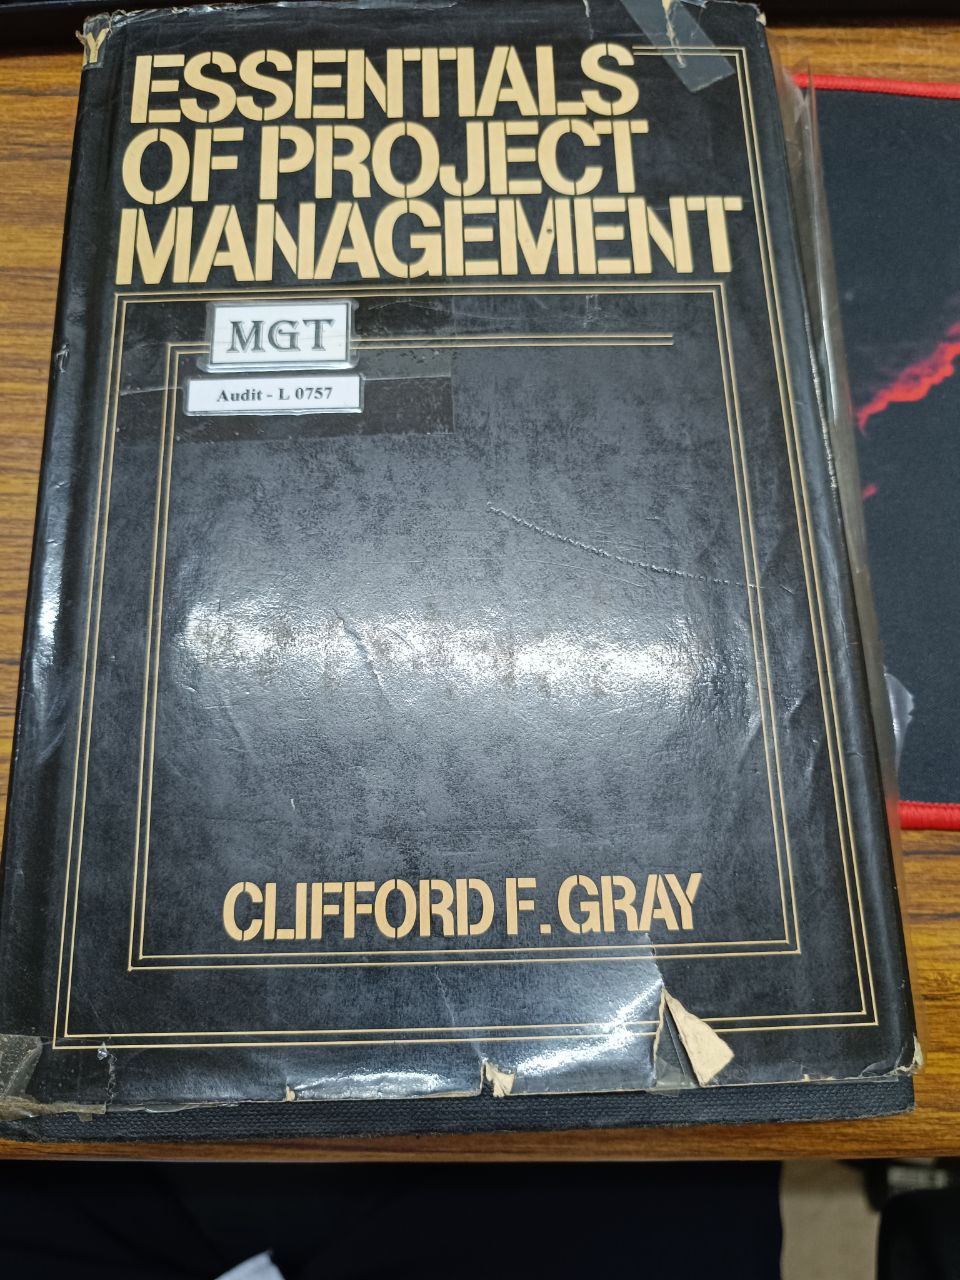 Y
ESSENTIALS
OF PROJECT
MANAGEMENT
MGT
Audit - L 0757
CLIFFORD F. GRAY